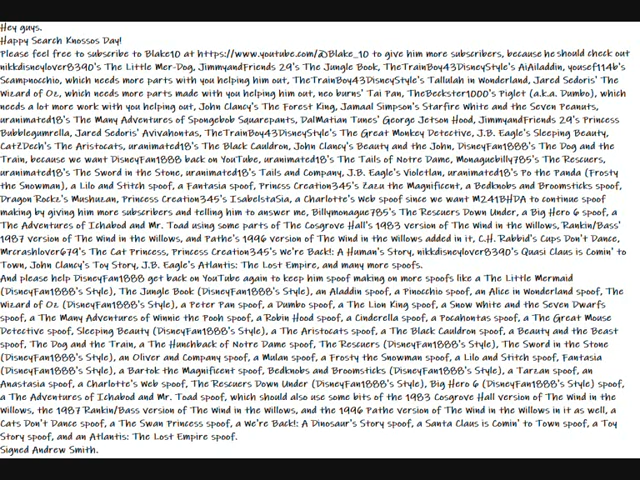 Hey guys.
Happy Search Knossos Day!
Please feel free to subscribe to Blake10 at https://www.youtube.com/@Blake_10 to give him more subscribers, because he should check out
nikkdisneylover8390's The Little Mer-Dog, JimmyandFriends 29's The Jungle Book, TheTrainBoy43DisneyStyle's AiAiladdin, yousef114b's
Scampnocchio, which needs more parts with you helping him out, TheTrainBoy43DisneyStyle's Tallulah in Wonderland, Jared Sedoris' The
Wizard of Oz, which needs more parts made with you helping him out, neo burns' Tai Pan, TheBeckster1000's Piglet (a.k.a. Dumbo), which
needs a lot more work with you helping out, John Clancy's The Forest King, Jamaal Simpson's Starfire White and the Seven Peanuts,
uranimated18's The Many Adventures of Spongebob Squarepants, DalMatian Tunes' George Jetson Hood, JimmyandFriends 29's Princess
Bubblegumrella, Jared Sedoris' Avivahontas, TheTrainBoy43DisneyStyle's The Great Monkey Detective, J.B. Eagle's Sleeping Beauty,
CatZDech's The Aristocats, uranimated18's The Black Cauldron, John Clancy's Beauty and the John, DisneyFan1888's The Dog and the
Train, because we want DisneyFan1888 back on YouTube, uranimated18's The Tails of Notre Dame, Monaguebilly785's The Rescuers,
uranimated18's The Sword in the Stone, uranimated18's Tails and Company, J.B. Eagle's Violetlan, uranimated18's Po the Panda (Frosty
the Snowman), a Lilo and Stitch spoof, a Fantasia spoof, Princss Creation345's Zazu the Magnificent, a Bedknobs and Broomsticks spoof,
Dragon Rockz's Mushuzan, Princess Creation345's IsabelstaSia, a Charlotte's Web spoof since we want M241BHDA to continue spoof
making by giving him more subscribers and telling him to answer me, Billymonague785's The Rescuers Down Under, a Big Hero 6 spoof, a
The Adventures of Ichabod and Mr. Toad using some parts of The Cosgrove Hall's 1983 version of The Wind in the Willows, Rankin/Bass'
1987 version of The Wind in the Willows, and Pathe's 1996 version of The Wind in the Willows added in it, C.H. Rabbid's Cups Don't Dance,
Mrcrashlover679's The Cat Princess, Princess Creation345's We're Back!: A Human's Story, nikkdisneylover8390's Quasi Claus is Comin' to
Town, John Clancy's Toy Story, J.B. Eagle's Atlantis: The Lost Empire, and many more spoofs.
And please help DisneyFan1888 get back on YouTube again to keep him spoof making on more spoofs like a The Little Mermaid
(DisneyFan1888's Style), The Jungle Book (DisneyFan1888's Style), an Aladdin spoof, a Pinocchio spoof, an Alice in Wonderland spoof, The
Wizard of Oz (DisneyFan1888's Style), a Peter Pan spoof, a Dumbo spoof, a The Lion King spoof, a Snow White and the Seven Dwarfs
spoof, a The Many Adventures of Winnie the Pooh spoof, a Robin Hood spoof, a Cinderella spoof, a Pocahontas spoof, a The Great Mouse
Detective spoof, Sleeping Beauty (DisneyFan1888's Style), a The Aristocats spoof, a The Black Cauldron spoof, a Beauty and the Beast
spoof, The Dog and the Train, a The Hunchback of Notre Dame spoof, The Rescuers (DisneyFan1888's Style), The Sword in the Stone
(DisneyFan1888's Style), an Oliver and Company spoof, a Mulan spoof, a Frosty the Snowman spoof, a Lilo and Stitch spoof, Fantasia
(DisneyFan1888's Style), a Bartok the Magnificent spoof, Bedknobs and Broomsticks (DisneyFan1888's Style), a Tarzan spoof, an
Anastasia spoof, a Charlotte's Web spoof, The Rescuers Down Under (DisneyFan1888's Style), Big Hero 6 (DisneyFan1888's Style) spoof,
a The Adventures of Ichabod and Mr. Toad spoof, which should also use some bits of the 1983 Cosgrove Hall version of The Wind in the
Willows, the 1987 Rankin/Bass version of The Wind in the Willows, and the 1996 Pathe version of The Wind in the Willows in it as well, a
Cats Don't Dance spoof, a The Swan Princess spoof, a We're Back!: A Dinosaur's Story spoof, a Santa Claus is Comin' to Town spoof, a Toy
Story spoof, and an Atlantis: The Lost Empire spoof.
Signed Andrew Smith.